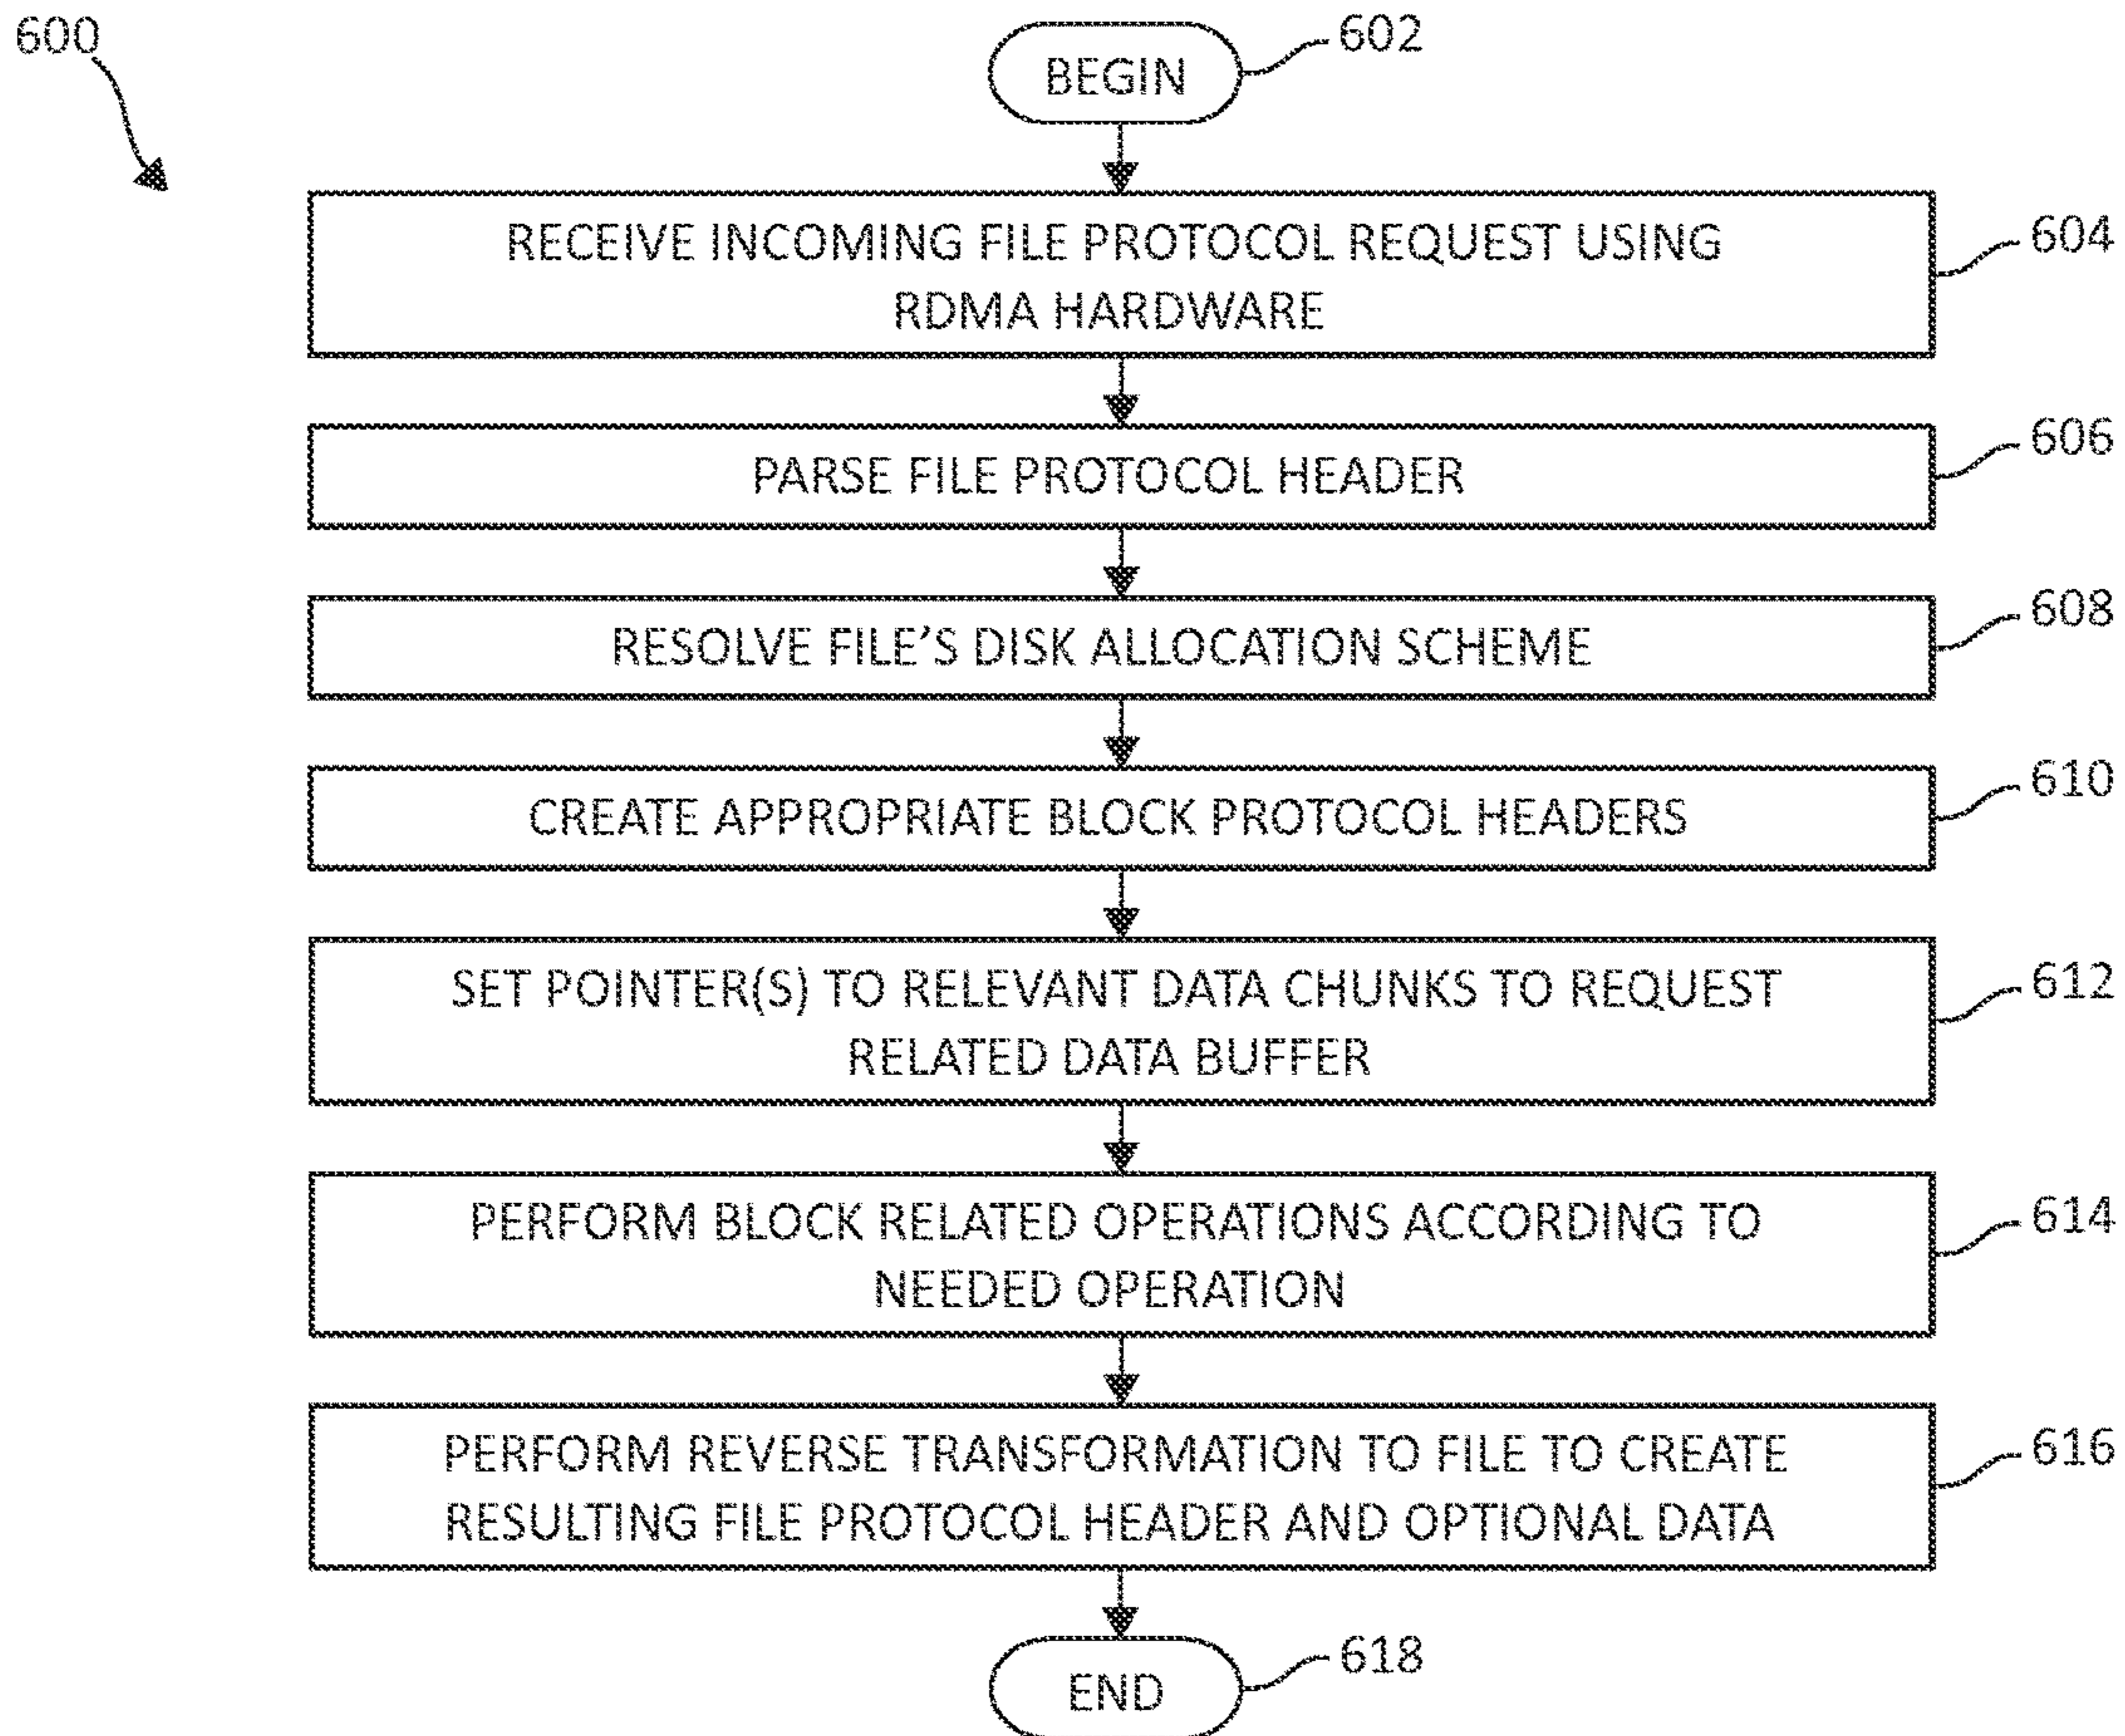 600
BEGIN
602
RECEIVE INCOMING FILE PROTOCOL REQUEST USING
RDMA HARDWARE
604
PARSE FILE PROTOCOL HEADER
606
RESOLVE FILE’S DISK ALLOCATION SCHEME
608
CREATE APPROPRIATE BLOCK PROTOCOL HEADERS
610
SET POINTER(S) TO RELEVANT DATA CHUNKS TO REQUEST
RELATED DATA BUFFER
612
PERFORM BLOCK RELATED OPERATIONS ACCORDING TO
NEEDED OPERATION
614
PERFORM REVERSE TRANSFORMATION TO FILE TO CREATE
RESULTING FILE PROTOCOL HEADER AND OPTIONAL DATA
616
END
618